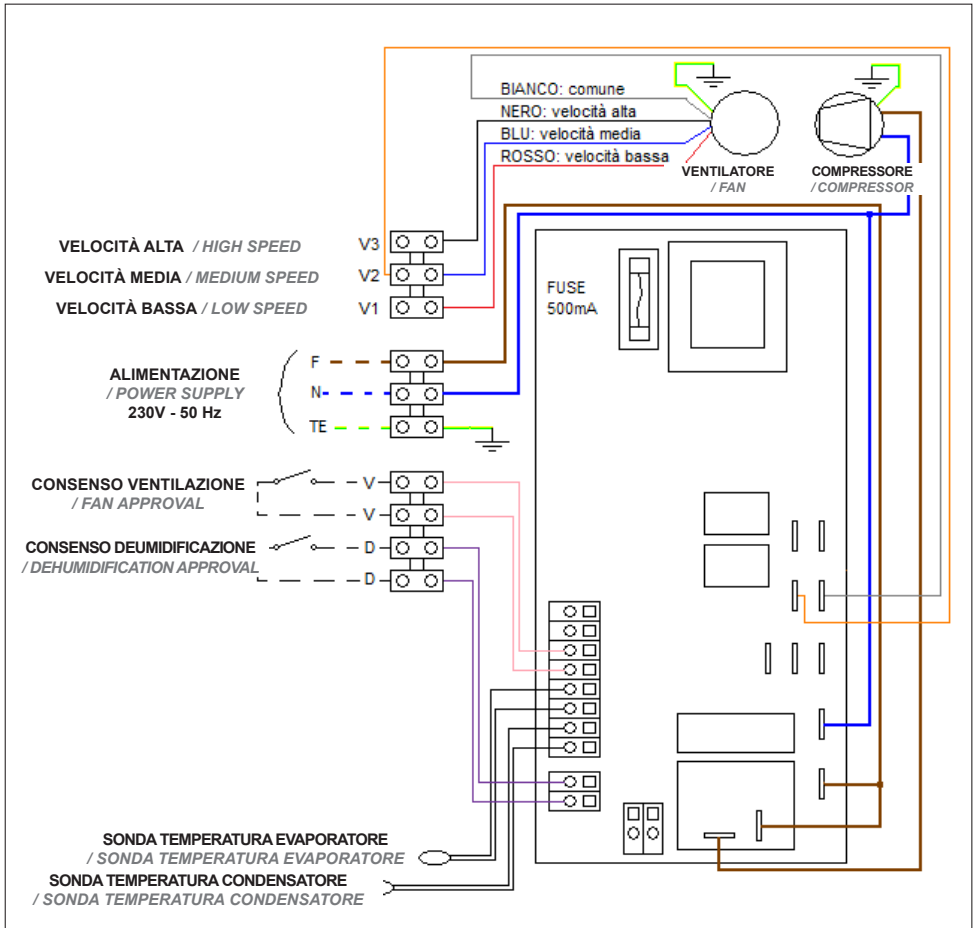 BIANCO: comune
NERO: velocità alta
BLU: velocità media
ROSSO: velocità bassa
VENTILATORE
/ FAN
COMPRESSORE
/ COMPRESSOR
VELOCITÀ ALTA / HIGH SPEED V3
VELOCITÀ MEDIA / MEDIUM SPEED V2
VELOCITÀ BASSA / LOW SPEED V1
FUSE
500mA
ALIMENTAZIONE
/ POWER SUPPLY
230V - 50 Hz
F
N
TE
CONSENSO VENTILAZIONE
/ FAN APPROVAL
V
V
CONSENSO DEUMIDIFICAZIONE
/ DEHUMIDIFICATION APPROVAL
D
D
SONDA TEMPERATURA EVAPORATORE
/ SONDA TEMPERATURA EVAPORATORE
SONDA TEMPERATURA CONDENSATORE
/ SONDA TEMPERATURA CONDENSATORE